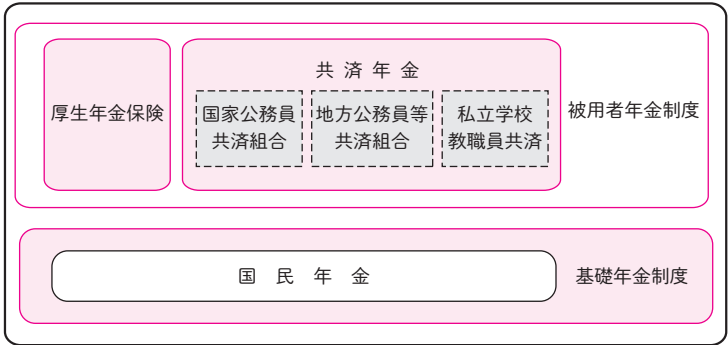 共済年金
厚生年金保険
国家公務員
共済組合
地方公務員等
共済組合
私立学校
教職員共済
被用者年金制度
国民年金
基礎年金制度